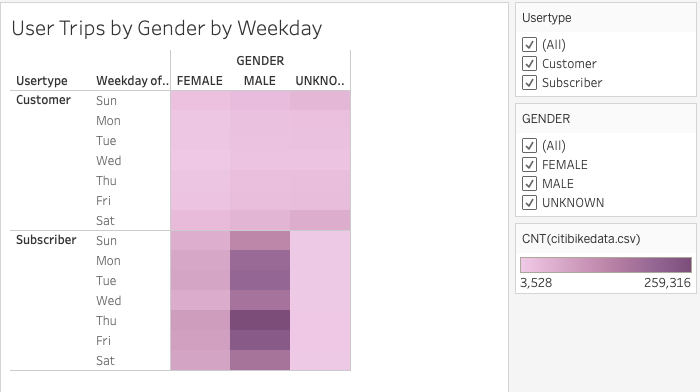 User Trips by Gender by Weekday
GENDER
Usertype Weekday of.. FEMALE MALE UNKNO..
Customer Sun
Mon
Tue
Wed
Thu
Fri
Sat
Subscriber Sun
Mon
Tue
Wed
Thu
Fri
Sat
Usertype
(All)
Customer
Subscriber
GENDER
(All)
FEMALE
MALE
UNKNOWN
CNT(citibikedata.csv)
3,528 259,316